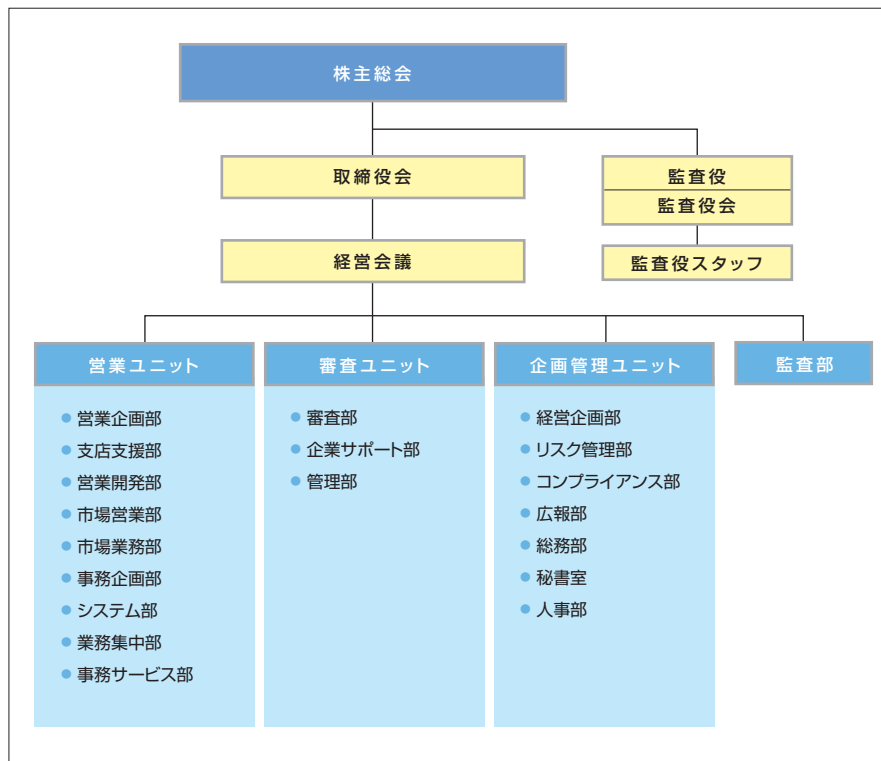 株主総会
取締役会
監査役
監査役会
経営会議
監査役スタッフ
営業ユニット
審査ユニット
企画管理ユニット
監査部
● 営業企画部
● 支店支援部
● 営業開発部
● 市場営業部
● 市場業務部
● 事務企画部
● システム部
● 業務集中部
● 事務サービス部
● 審査部
● 企業サポート部
● 管理部
● 経営企画部
● リスク管理部
● コンプライアンス部
● 広報部
● 総務部
● 秘書室
● 人事部